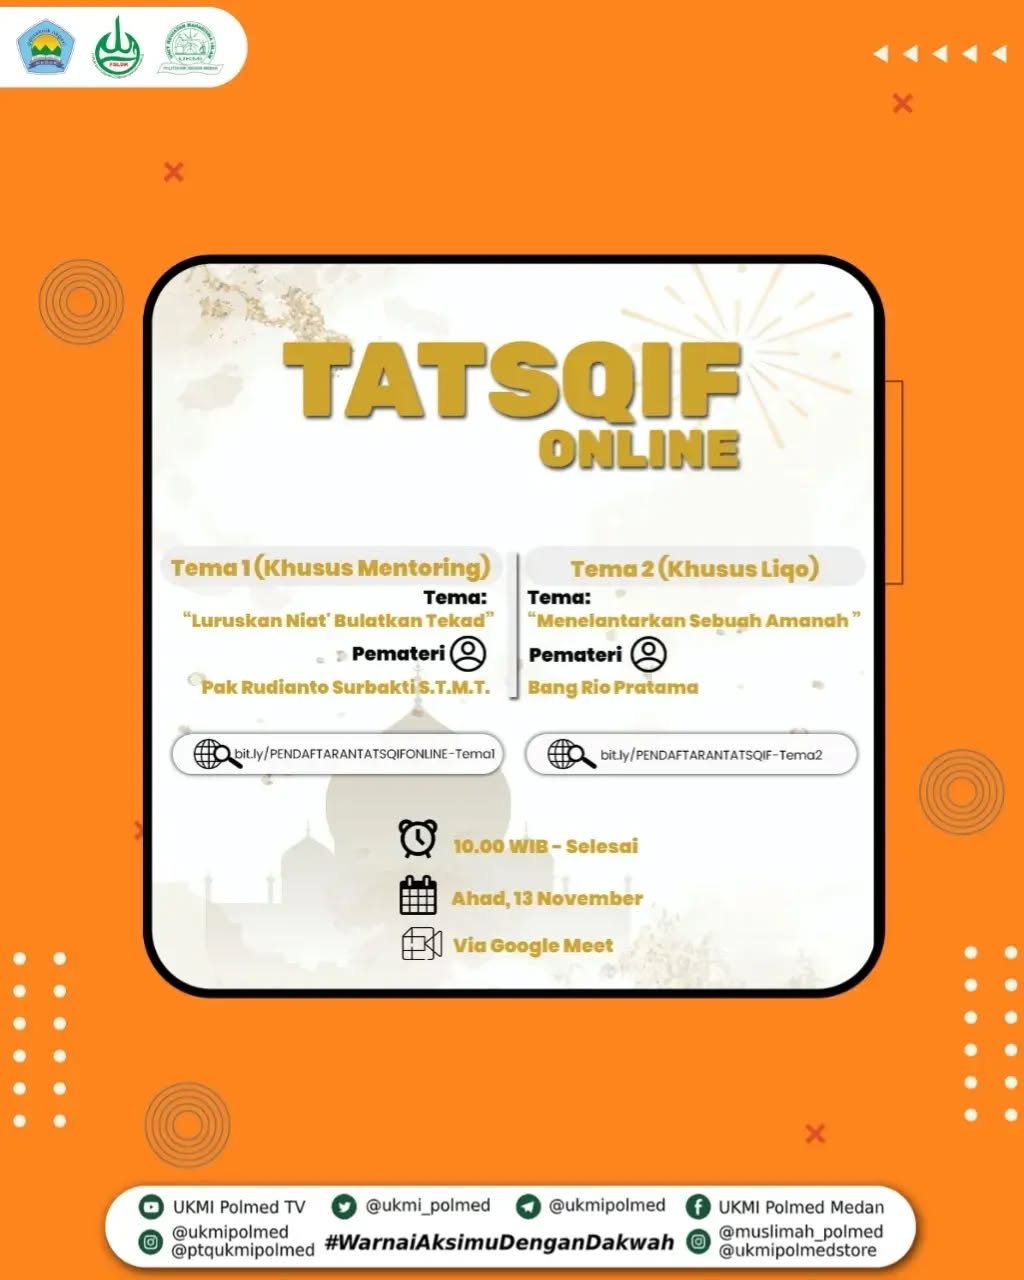 UKMI
FSLDK
TATSQIF
ONLINE
Tema 1 (Khusus Mentoring)
Tema:
“Luruskan Niat' Bulatkan Tekad”
Pemateri
Pak Rudianto Surbakti S.T.M.T.
bit.ly/PENDAFTARANTATSQIFONLINE-Tema1
Tema 2 (Khusus Liqo)
Tema:
“Menelantarkan Sebuah Amanah ”
Pemateri
Bang Rio Pratama
bit.ly/PENDAFTARANTATSQIF-Tema2
10.00 WIB - Selesai
Ahad, 13 November
Via Google Meet
UKMI Polmed TV
@ukmi_polmed
@ukmipolmed
UKMI Polmed Medan
@ukmipolmed
@ptqukmipolmed
#WarnaiAksimuDenganDakwah
@muslimah_polmed
@ukmipolmedstore